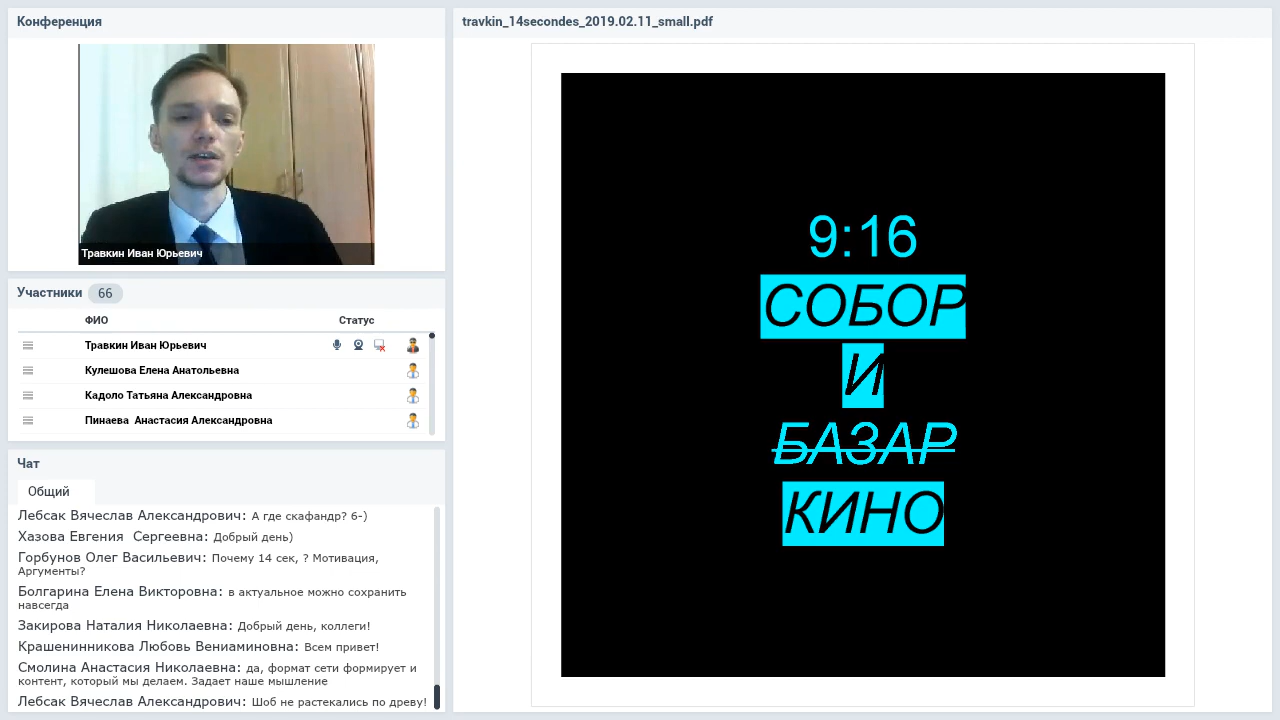 Конференция
Травкин Иван Юрьевич
Участники 66
ФИО Статус
Травкин Иван Юрьевич
Кулешова Елена Анатольевна
Кадоло Татьяна Александровна
Пинаева Анастасия Александровна
Чат
Общий
Лебсак Вячеслав Александрович: А где скафандр? 6-)
Хазова Евгения Сергеевна: Добрый день)
Горбунов Олег Васильевич: Почему 14 сек, ? Мотивация,
Аргументы?
Болгарина Елена Викторовна: в актуальное можно сохранить
навсегда
Закирова Наталия Николаевна: Добрый день, коллеги!
Крашенинникова Любовь Вениаминовна: Всем привет!
Смолина Анастасия Николаевна: да, формат сети формирует и
контент, который мы делаем. Задает наше мышление
Лебсак Вячеслав Александрович: Шоб не растекались по древу!
travkin_14secondes_2019.02.11_small.pdf
9:16
СОБОР
И
БАЗАР
КИНО